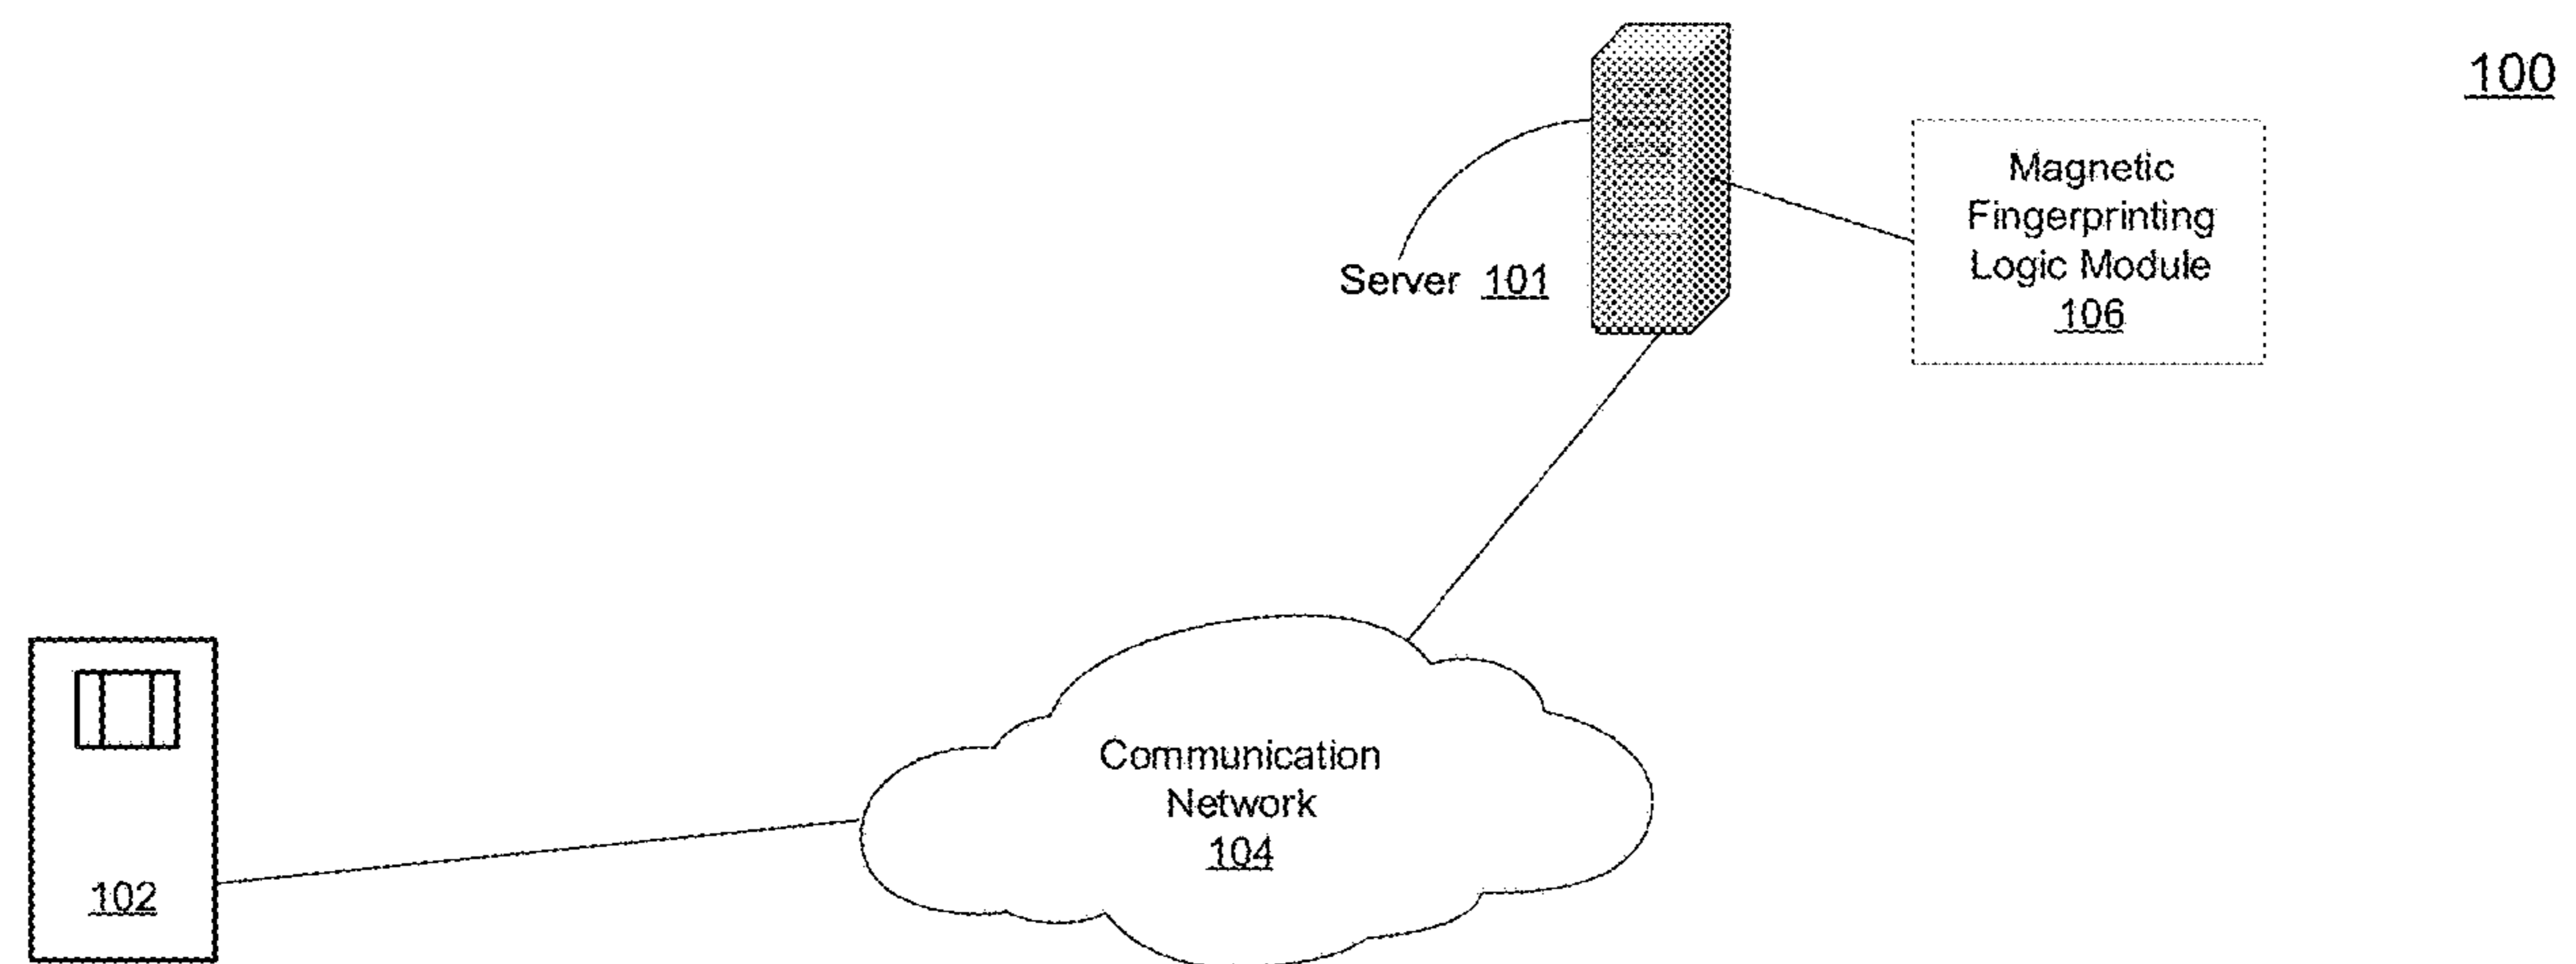 100
Magnetic
Fingerprinting
Logic Module
106
Server 101
Communication
Network
104
102